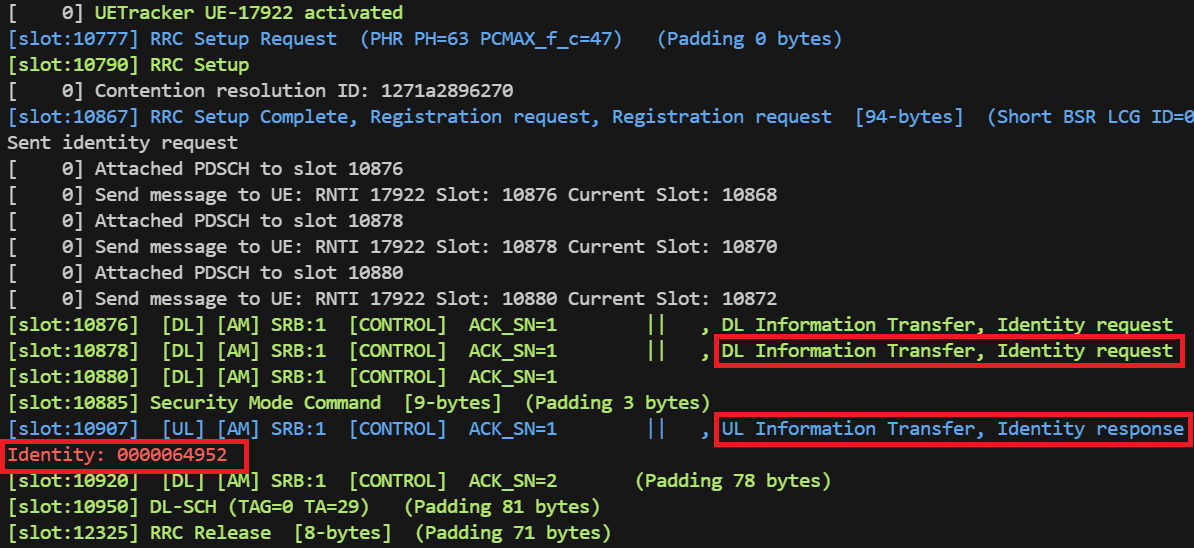 [    0] UETracker UE-17922 activated
[slot:10777] RRC Setup Request  (PHR PH=63 PCMAX_f_c=47)   (Padding 0 bytes)
[slot:10790] RRC Setup
[    0] Contention resolution ID: 1271a2896270
[slot:10867] RRC Setup Complete, Registration request, Registration request  [94-bytes]  (Short BSR LCG ID=0
Sent identity request
[    0] Attached PDSCH to slot 10876
[    0] Send message to UE: RNTI 17922 Slot: 10876 Current Slot: 10868
[    0] Attached PDSCH to slot 10878
[    0] Send message to UE: RNTI 17922 Slot: 10878 Current Slot: 10870
[    0] Attached PDSCH to slot 10880
[    0] Send message to UE: RNTI 17922 Slot: 10880 Current Slot: 10872
[slot:10876]  [DL] [AM] SRB:1  [CONTROL]  ACK_SN=1        ||   , DL Information Transfer, Identity request
[slot:10878]  [DL] [AM] SRB:1  [CONTROL]  ACK_SN=1        ||   , DL Information Transfer, Identity request
[slot:10880]  [DL] [AM] SRB:1  [CONTROL]  ACK_SN=1
[slot:10885] Security Mode Command  [9-bytes]  (Padding 3 bytes)
[slot:10907]  [UL] [AM] SRB:1  [CONTROL]  ACK_SN=1        ||   , UL Information Transfer, Identity response
Identity: 0000064952
[slot:10920]  [DL] [AM] SRB:1  [CONTROL]  ACK_SN=2       (Padding 78 bytes)
[slot:10950] DL-SCH (TAG=0 TA=29)   (Padding 81 bytes)
[slot:12325] RRC Release  [8-bytes]  (Padding 71 bytes)